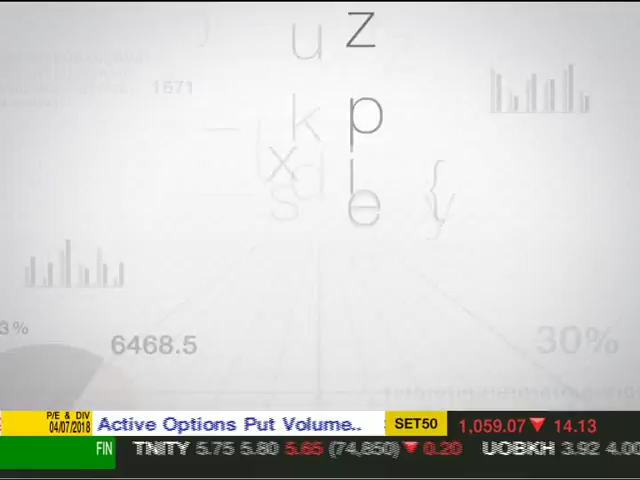 u z
1671
k p
x d i
s e { y
3%
6468.5
30%
P/E & DIV
04/07/2018
Active Options Put Volume..
SET50
1,059.07 ▼ 14.13
FIN
TNITY 5.75 5.80 5.65 (74,850) ▼ 0.20 UOBKH 3.92 4.00